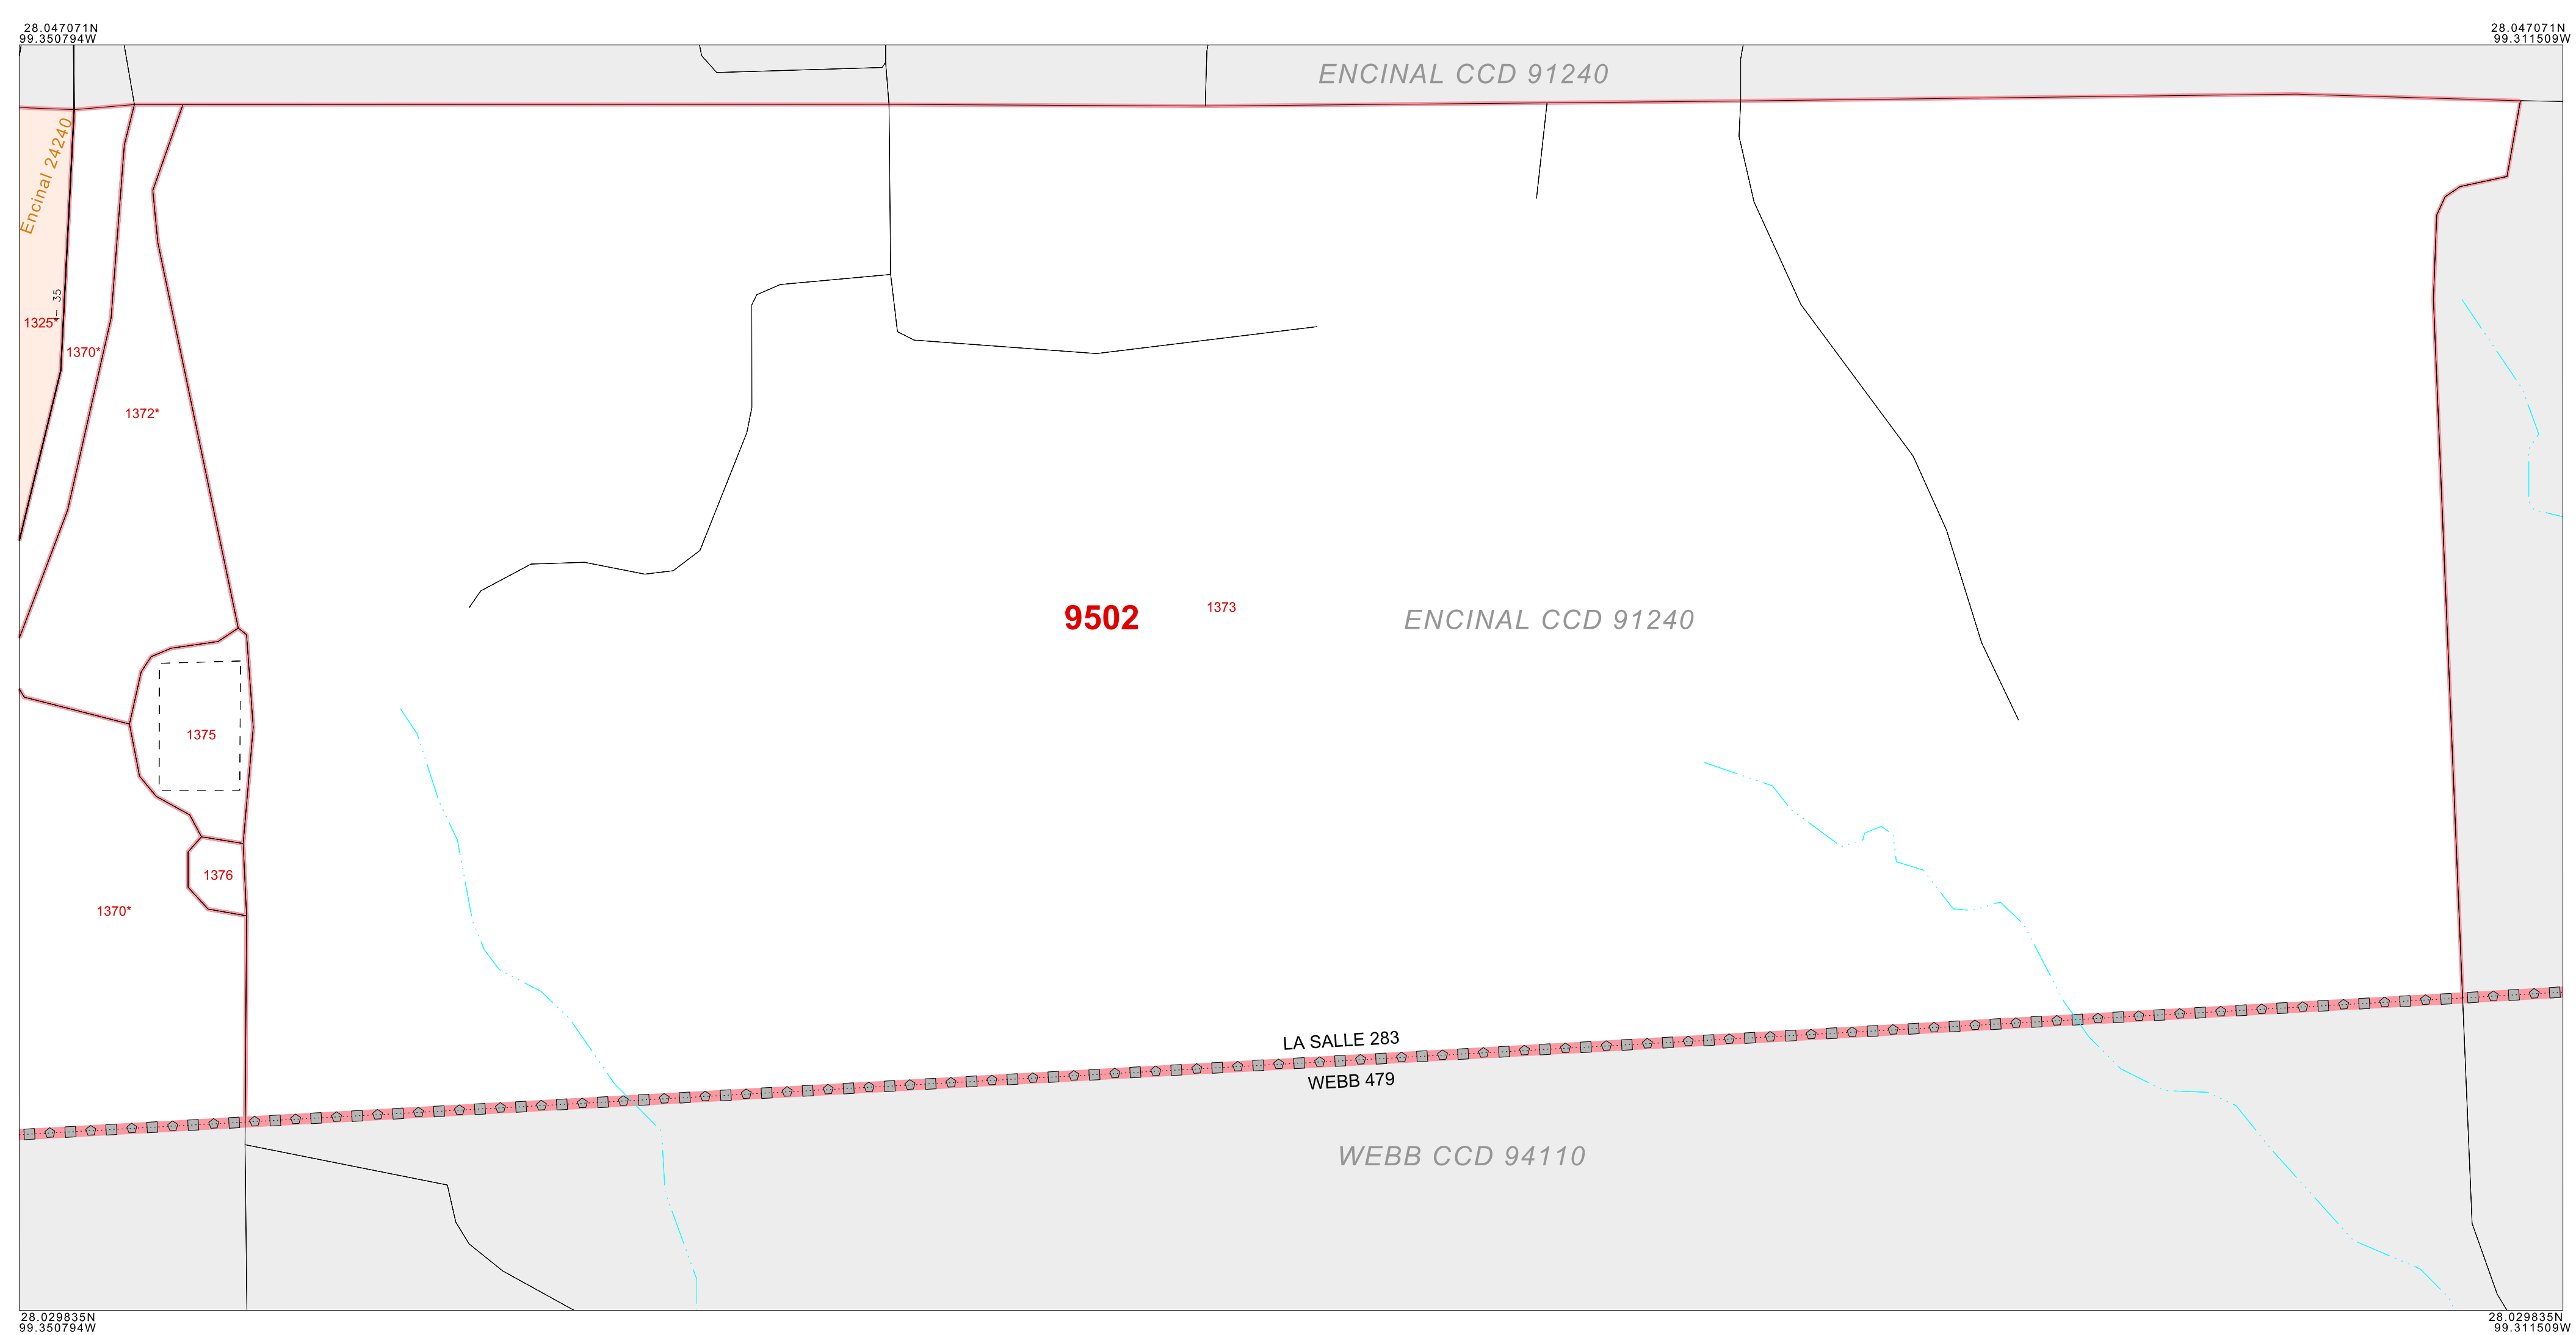 28.047071N
99.350794W
28.047071N
99.311509W
ENCINAL CCD 91240
Encinal 24240
I- 35
1325*
1370*
1372*
9502
1373
ENCINAL CCD 91240
1375
1376
1370*
LA SALLE 283
WEBB 479
WEBB CCD 94110
28.029835N
99.350794W
28.029835N
99.311509W